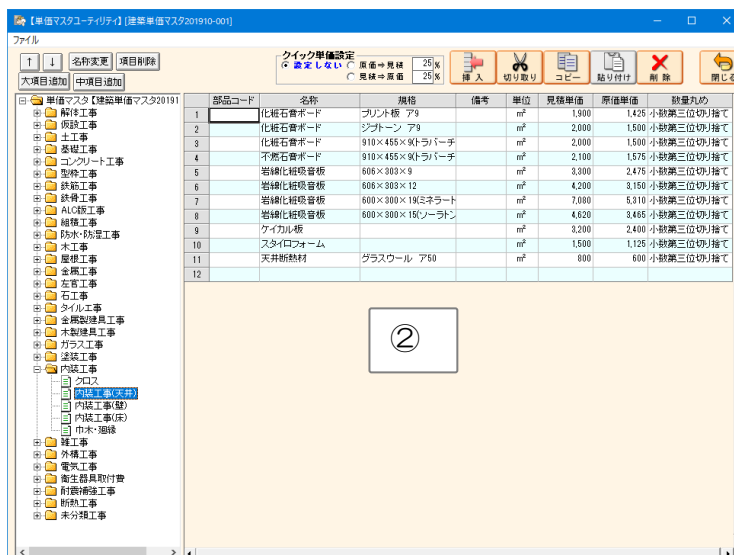 【単価マスタユーティリティ】[建築単価マスタ201910-001]
ファイル
↑ ↓ 名称変更 項目削除
大項目追加 中項目追加
クイック単価設定
設定しない 原価⇒見積 25 %
見積⇒原価 25 %
挿入 切り取り コピー 貼り付け 削除 閉じる
単価マスタ【建築単価マスタ20191
解体工事
仮設工事
土工事
基礎工事
コンクリート工事
型枠工事
鉄筋工事
鉄骨工事
ALC版工事
組積工事
防水・防湿工事
木工事
屋根工事
金属工事
左官工事
石工事
タイル工事
金属製建具工事
木製建具工事
ガラス工事
塗装工事
内装工事
クロス
内装工事(天井)
内装工事(壁)
内装工事(床)
巾木・廻縁
雑工事
外構工事
電気工事
衛生器具取付費
耐震補強工事
断熱工事
未分類工事
部品コード 名称 規格 備考 単位 見積単価 原価単価 数量丸め
1 化粧石膏ボード プリント板 ア9 m² 1,900 1,425 小数第三位切り捨て
2 化粧石膏ボード ジプトーン ア9 m² 2,000 1,500 小数第三位切り捨て
3 化粧石膏ボード 910×455×9(トラバーチ m² 2,000 1,500 小数第三位切り捨て
4 不燃石膏ボード 910×455×9(トラバーチ m² 2,100 1,575 小数第三位切り捨て
5 岩綿化粧吸音板 606×303×9 m² 3,300 2,475 小数第三位切り捨て
6 岩綿化粧吸音板 606×303×12 m² 4,200 3,150 小数第三位切り捨て
7 岩綿化粧吸音板 600×300×19(ミネラート m² 7,080 5,310 小数第三位切り捨て
8 岩綿化粧吸音板 600×300×15(ソーラトン m² 4,620 3,465 小数第三位切り捨て
9 ケイカル板 m² 3,200 2,400 小数第三位切り捨て
10 スタイロフォーム m² 1,500 1,125 小数第三位切り捨て
11 天井断熱材 グラスウール ア50 m² 800 600 小数第三位切り捨て
12
②